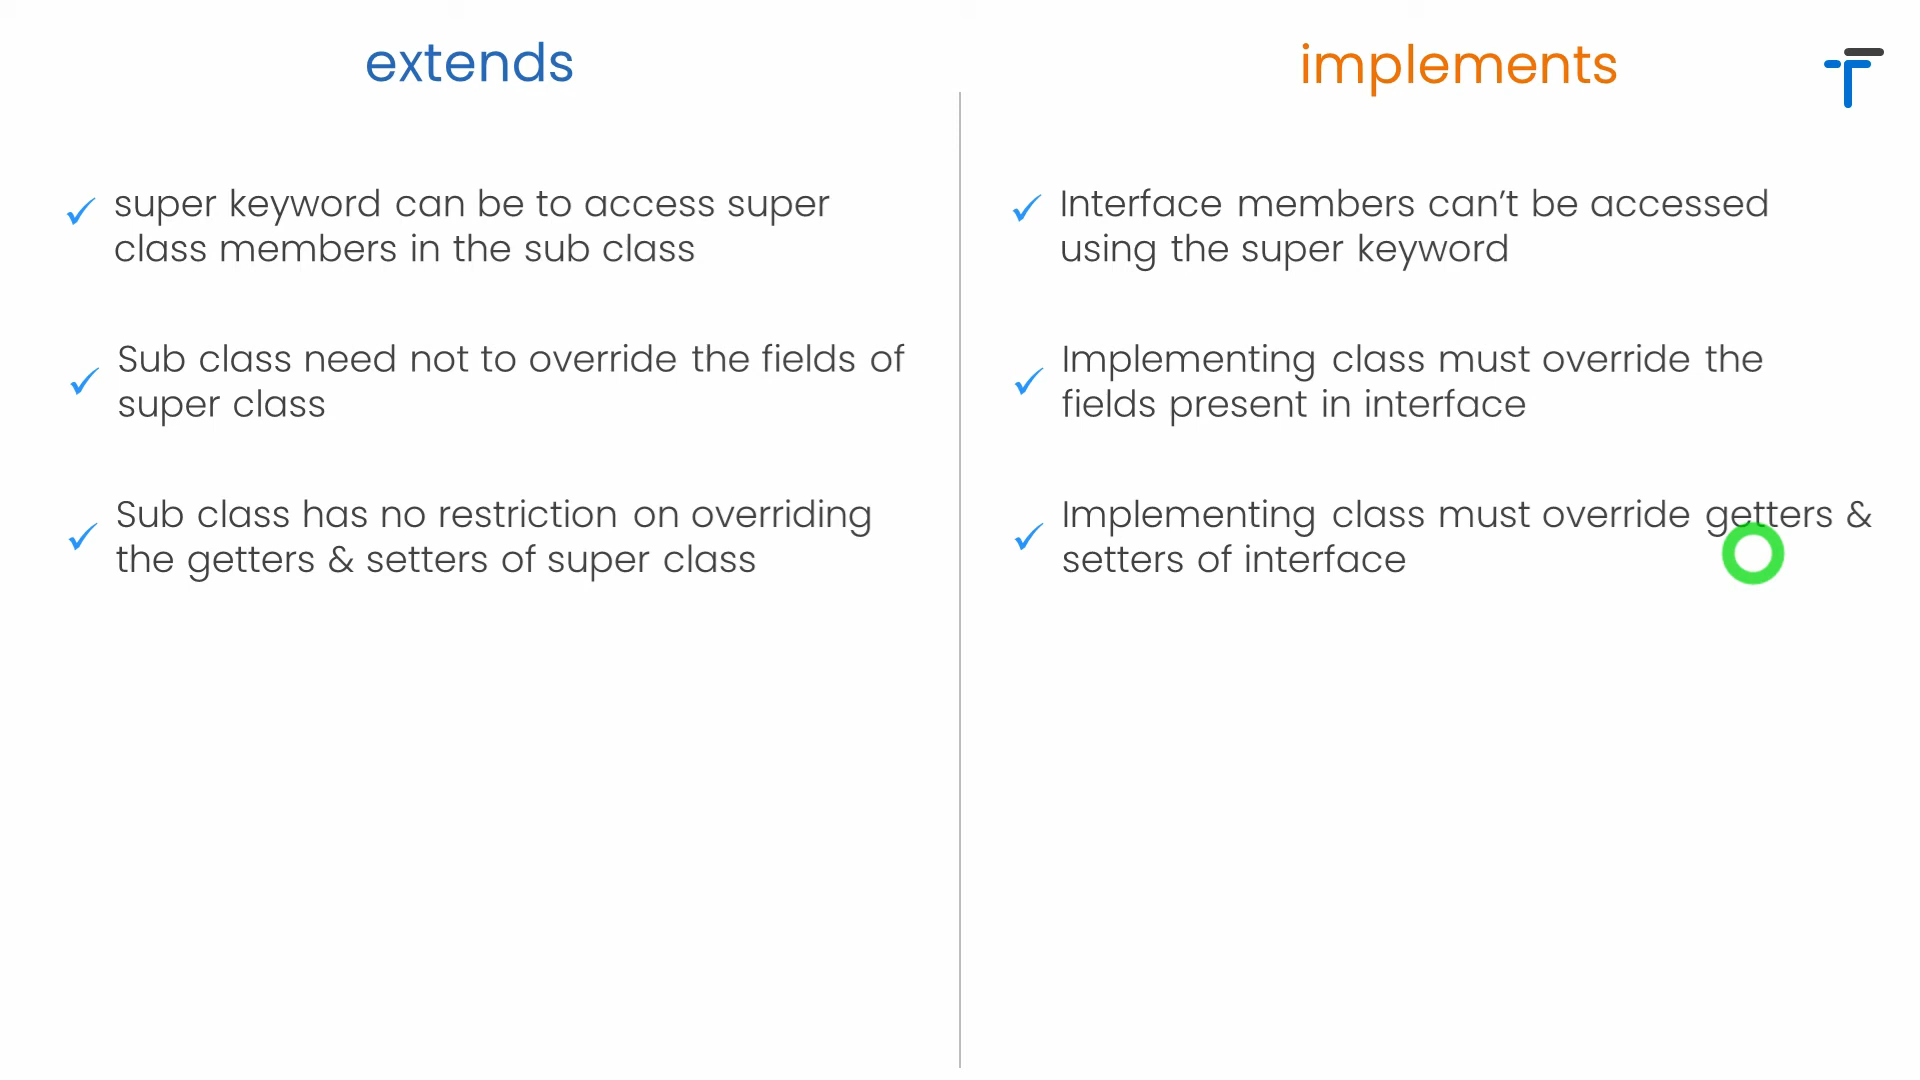 extends
super keyword can be to access super
class members in the sub class
Sub class need not to override the fields of
super class
Sub class has no restriction on overriding
the getters & setters of super class
implements
Interface members can't be accessed
using the super keyword
Implementing class must override the
fields present in interface
Implementing class must override getters &
setters of interface